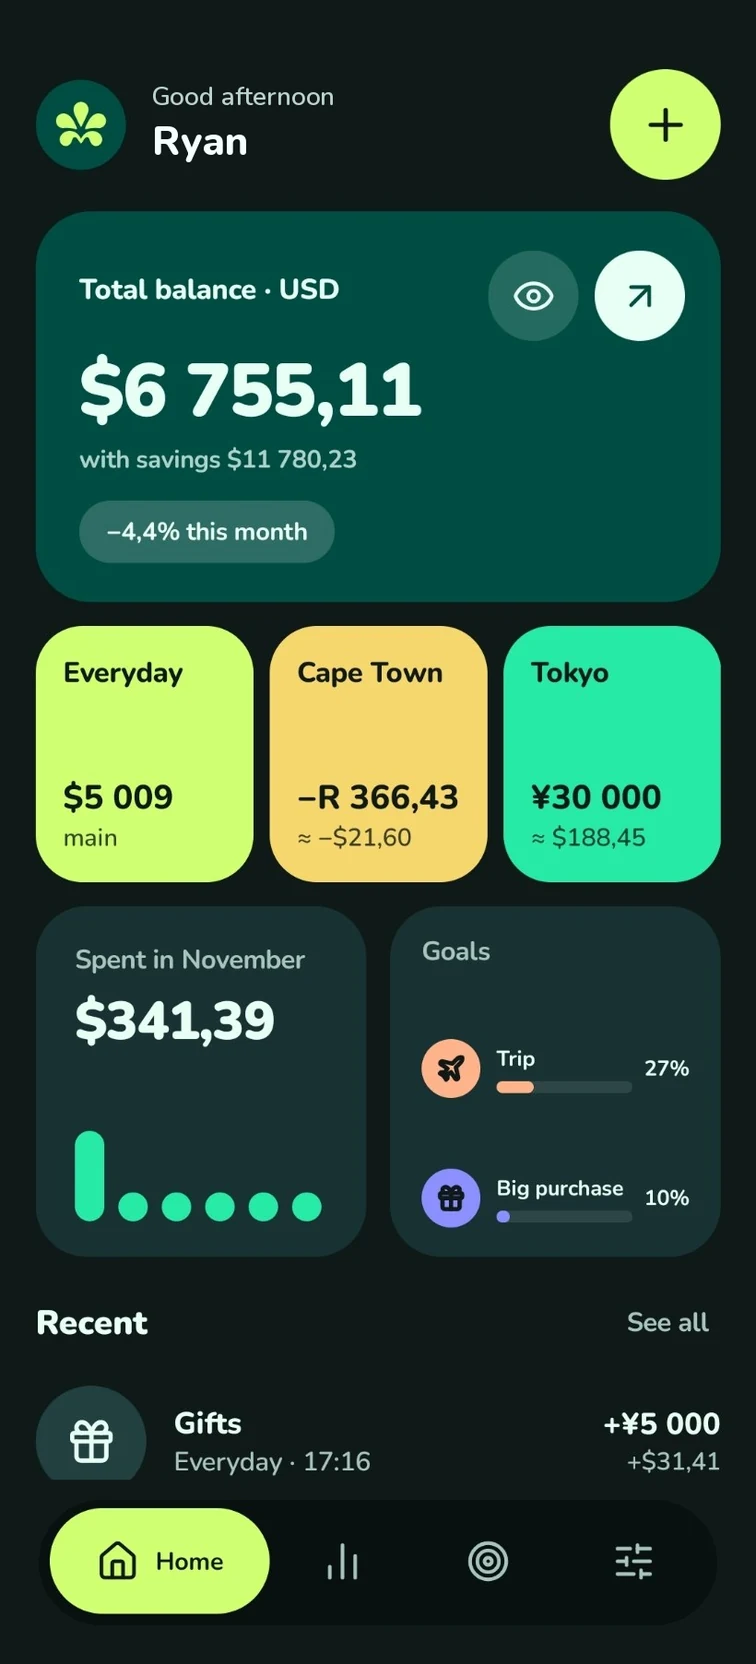 Good afternoon
Ryan
Total balance · USD
$6 755,11
with savings $11 780,23
−4,4% this month
Everyday
$5 009
main
Cape Town
−R 366,43
≈ −$21,60
Tokyo
¥30 000
≈ $188,45
Spent in November
$341,39
Goals
Trip
27%
Big purchase
10%
Recent
See all
Gifts
+¥5 000
Everyday · 17:16
+$31,41
Home